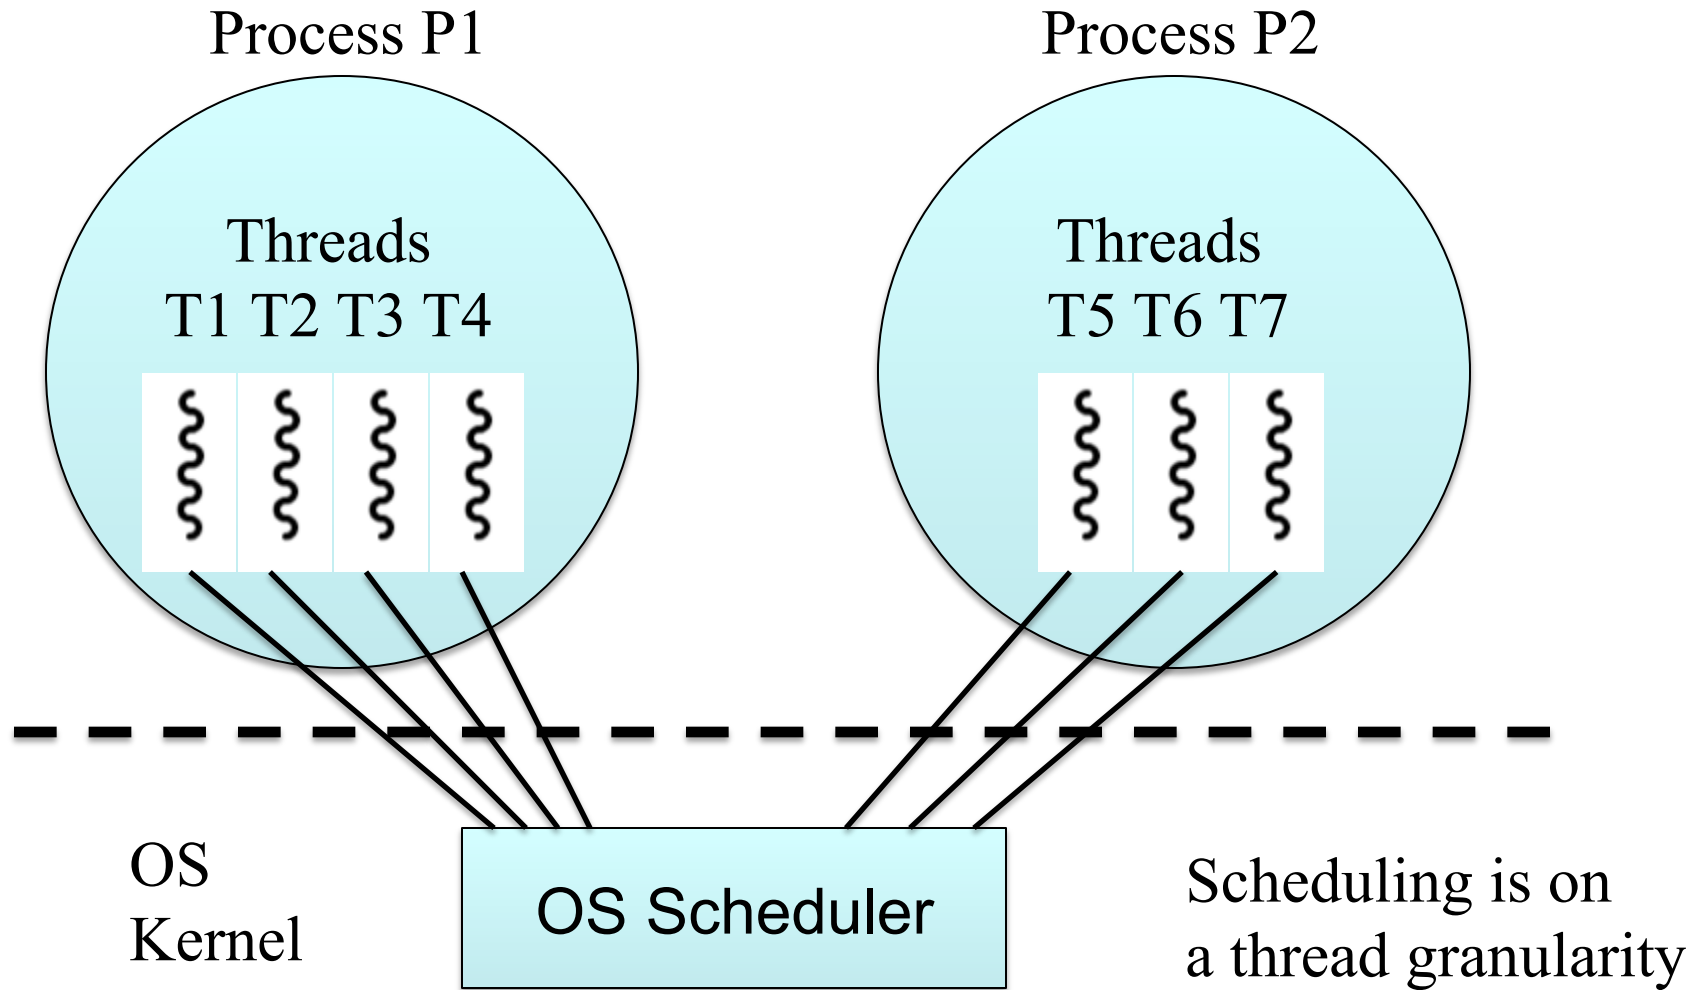 Process P1
Process P2
Threads
T1 T2 T3 T4
Threads
T5 T6 T7
OS
Kernel
OS Scheduler
Scheduling is on
a thread granularity